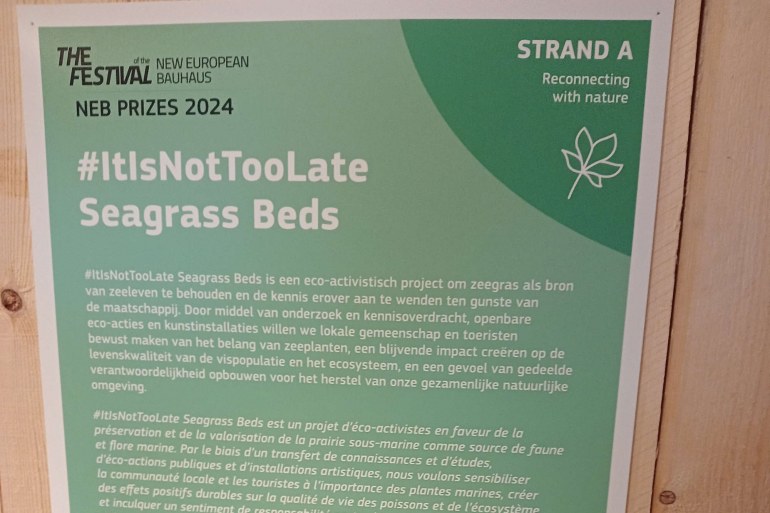 THE FESTIVAL of the NEW EUROPEAN BAUHAUS
NEB PRIZES 2024
STRAND A
Reconnecting
with nature
#ItIsNotTooLate
Seagrass Beds
#ItIsNotTooLate Seagrass Beds is een eco-activistisch project om zeegras als bron
van zeeleven te behouden en de kennis erover aan te wenden ten gunste van
de maatschappij. Door middel van onderzoek en kennisoverdracht, openbare
eco-acties en kunstinstallaties willen we lokale gemeenschap en toeristen
bewust maken van het belang van zeeplanten, een blijvende impact creëren op de
levenskwaliteit van de vispopulatie en het ecosysteem, en een gevoel van gedeelde
verantwoordelijkheid opbouwen voor het herstel van onze gezamenlijke natuurlijke
omgeving.
#ItIsNotTooLate Seagrass Beds est un projet d'éco-activistes en faveur de la
préservation et de la valorisation de la prairie sous-marine comme source de faune
et flore marine. Par le biais d'un transfert de connaissances et d'études,
d'éco-actions publiques et d'installations artistiques, nous voulons sensibiliser
la communauté locale et les touristes à l'importance des plantes marines, créer
des effets positifs durables sur la qualité de vie des poissons et de l'écosystème
et inculquer un sentiment de